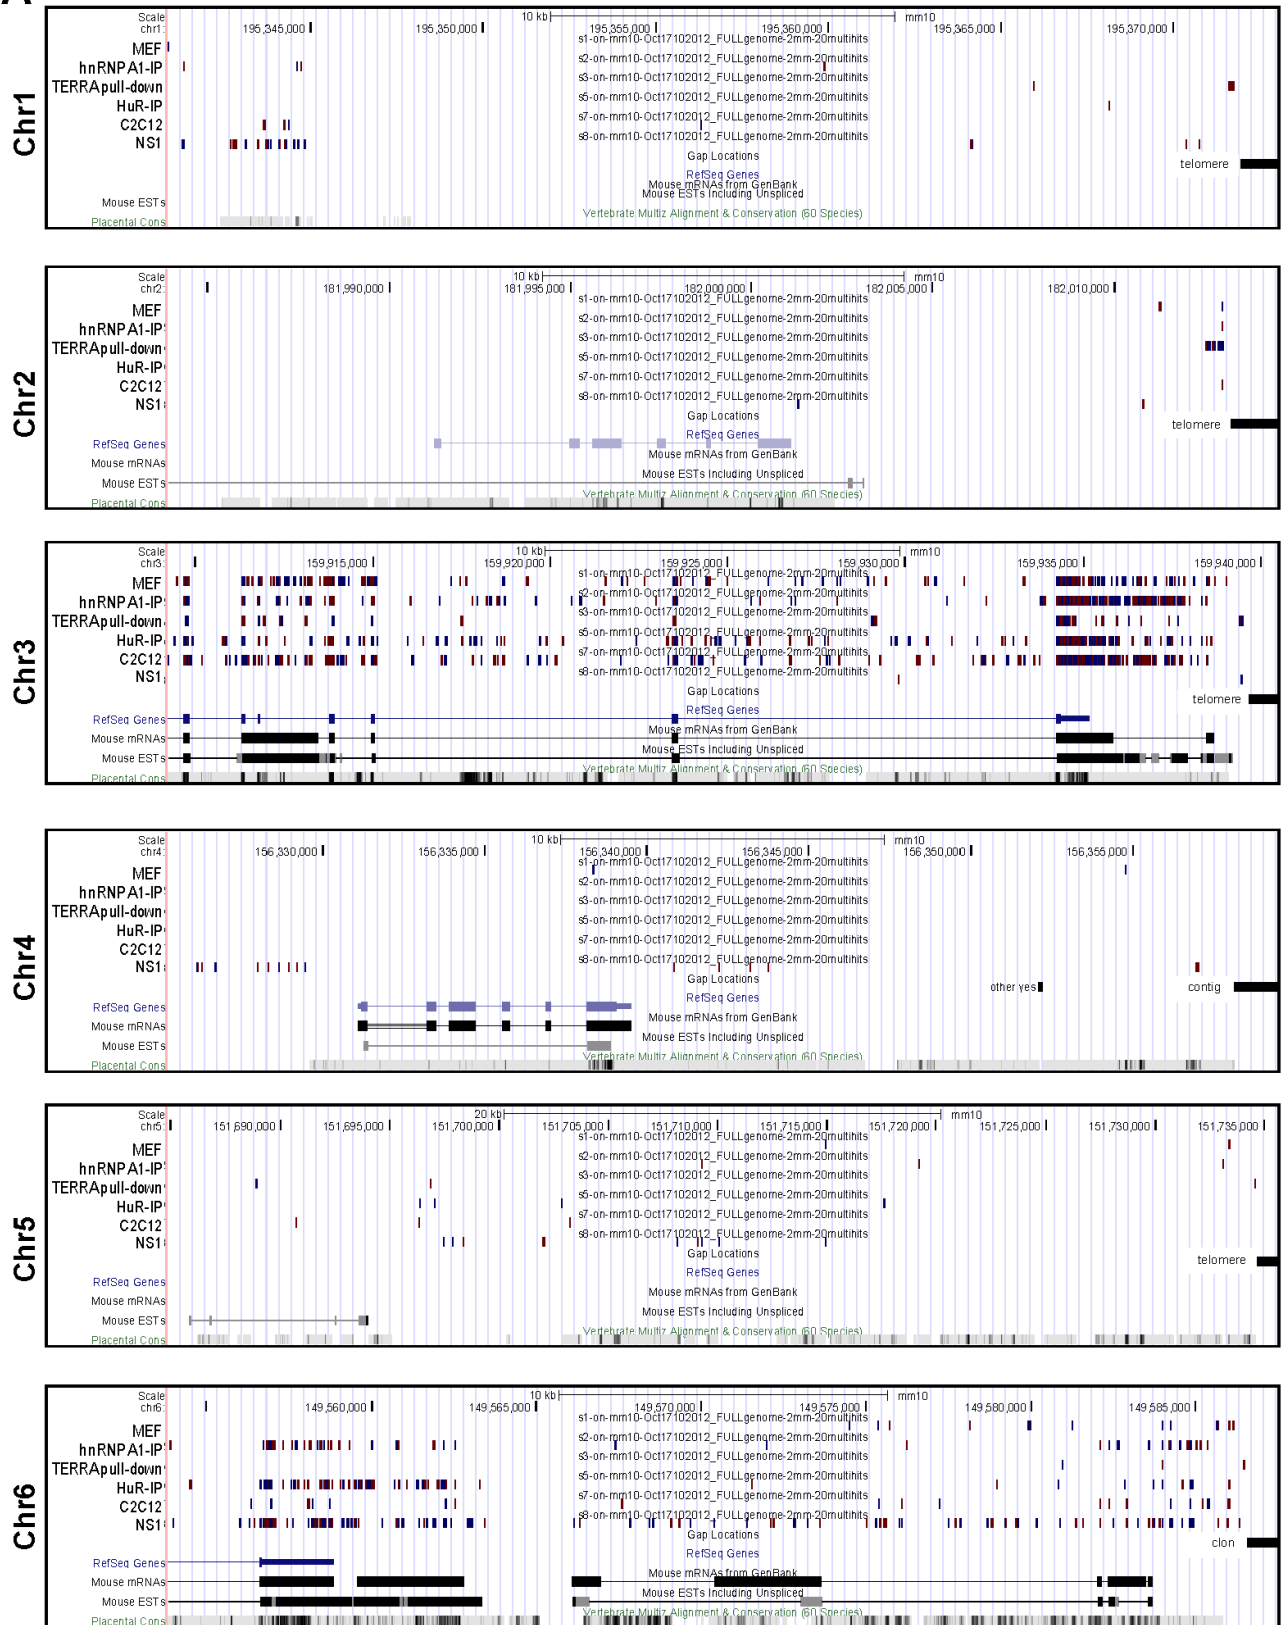 A
Chr1
Scale 10 kb mm10
chr1: 195,345,000 195,350,000 195,355,000 195,360,000 195,365,000 195,370,000
s1-on-mm10-Oct17102012_FULLgenome-2mm-20multihits
MEF
s2-on-mm10-Oct17102012_FULLgenome-2mm-20multihits
hnRNPA1-IP
s3-on-mm10-Oct17102012_FULLgenome-2mm-20multihits
TERRApull-down
s5-on-mm10-Oct17102012_FULLgenome-2mm-20multihits
HuR-IP
s7-on-mm10-Oct17102012_FULLgenome-2mm-20multihits
C2C12
s8-on-mm10-Oct17102012_FULLgenome-2mm-20multihits
NS1
Gap Locations
telomere
RefSeq Genes
Mouse mRNAs from GenBank
Mouse ESTs Including Unspliced
Mouse ESTs
Vertebrate Multiz Alignment & Conservation (60 Species)
Placental Cons
Chr2
Scale 10 kb mm10
chr2: 181,990,000 181,995,000 182,000,000 182,005,000 182,010,000
s1-on-mm10-Oct17102012_FULLgenome-2mm-20multihits
MEF
s2-on-mm10-Oct17102012_FULLgenome-2mm-20multihits
hnRNPA1-IP
s3-on-mm10-Oct17102012_FULLgenome-2mm-20multihits
TERRApull-down
s5-on-mm10-Oct17102012_FULLgenome-2mm-20multihits
HuR-IP
s7-on-mm10-Oct17102012_FULLgenome-2mm-20multihits
C2C12
s8-on-mm10-Oct17102012_FULLgenome-2mm-20multihits
NS1
Gap Locations
telomere
RefSeq Genes
RefSeq Genes
Mouse mRNAs from GenBank
Mouse mRNAs
Mouse ESTs Including Unspliced
Mouse ESTs
Vertebrate Multiz Alignment & Conservation (60 Species)
Placental Cons
Chr3
Scale 10 kb mm10
chr3: 159,915,000 159,920,000 159,925,000 159,930,000 159,935,000 159,940,000
s1-on-mm10-Oct17102012_FULLgenome-2mm-20multihits
MEF
s2-on-mm10-Oct17102012_FULLgenome-2mm-20multihits
hnRNPA1-IP
s3-on-mm10-Oct17102012_FULLgenome-2mm-20multihits
TERRApull-down
s5-on-mm10-Oct17102012_FULLgenome-2mm-20multihits
HuR-IP
s7-on-mm10-Oct17102012_FULLgenome-2mm-20multihits
C2C12
s8-on-mm10-Oct17102012_FULLgenome-2mm-20multihits
NS1
Gap Locations
telomere
RefSeq Genes
RefSeq Genes
Mouse mRNAs from GenBank
Mouse mRNAs
Mouse ESTs Including Unspliced
Mouse ESTs
Vertebrate Multiz Alignment & Conservation (60 Species)
Placental Cons
Chr4
Scale 10 kb mm10
chr4: 156,330,000 156,335,000 156,340,000 156,345,000 156,350,000 156,355,000
s1-on-mm10-Oct17102012_FULLgenome-2mm-20multihits
MEF
s2-on-mm10-Oct17102012_FULLgenome-2mm-20multihits
hnRNPA1-IP
s3-on-mm10-Oct17102012_FULLgenome-2mm-20multihits
TERRApull-down
s5-on-mm10-Oct17102012_FULLgenome-2mm-20multihits
HuR-IP
s7-on-mm10-Oct17102012_FULLgenome-2mm-20multihits
C2C12
s8-on-mm10-Oct17102012_FULLgenome-2mm-20multihits
NS1
Gap Locations
other yes contig
RefSeq Genes
RefSeq Genes
Mouse mRNAs from GenBank
Mouse mRNAs
Mouse ESTs Including Unspliced
Mouse ESTs
Vertebrate Multiz Alignment & Conservation (60 Species)
Placental Cons
Chr5
Scale 20 kb mm10
chr5: 151,690,000 151,695,000 151,700,000 151,705,000 151,710,000 151,715,000 151,720,000 151,725,000 151,730,000 151,735,000
s1-on-mm10-Oct17102012_FULLgenome-2mm-20multihits
MEF
s2-on-mm10-Oct17102012_FULLgenome-2mm-20multihits
hnRNPA1-IP
s3-on-mm10-Oct17102012_FULLgenome-2mm-20multihits
TERRApull-down
s5-on-mm10-Oct17102012_FULLgenome-2mm-20multihits
HuR-IP
s7-on-mm10-Oct17102012_FULLgenome-2mm-20multihits
C2C12
s8-on-mm10-Oct17102012_FULLgenome-2mm-20multihits
NS1
Gap Locations
telomere
RefSeq Genes
RefSeq Genes
Mouse mRNAs from GenBank
Mouse mRNAs
Mouse ESTs Including Unspliced
Mouse ESTs
Vertebrate Multiz Alignment & Conservation (60 Species)
Placental Cons
Chr6
Scale 10 kb mm10
chr6: 149,560,000 149,565,000 149,570,000 149,575,000 149,580,000 149,585,000
s1-on-mm10-Oct17102012_FULLgenome-2mm-20multihits
MEF
s2-on-mm10-Oct17102012_FULLgenome-2mm-20multihits
hnRNPA1-IP
s3-on-mm10-Oct17102012_FULLgenome-2mm-20multihits
TERRApull-down
s5-on-mm10-Oct17102012_FULLgenome-2mm-20multihits
HuR-IP
s7-on-mm10-Oct17102012_FULLgenome-2mm-20multihits
C2C12
s8-on-mm10-Oct17102012_FULLgenome-2mm-20multihits
NS1
Gap Locations
clon
RefSeq Genes
RefSeq Genes
Mouse mRNAs from GenBank
Mouse mRNAs
Mouse ESTs Including Unspliced
Mouse ESTs
Vertebrate Multiz Alignment & Conservation (60 Species)
Placental Cons